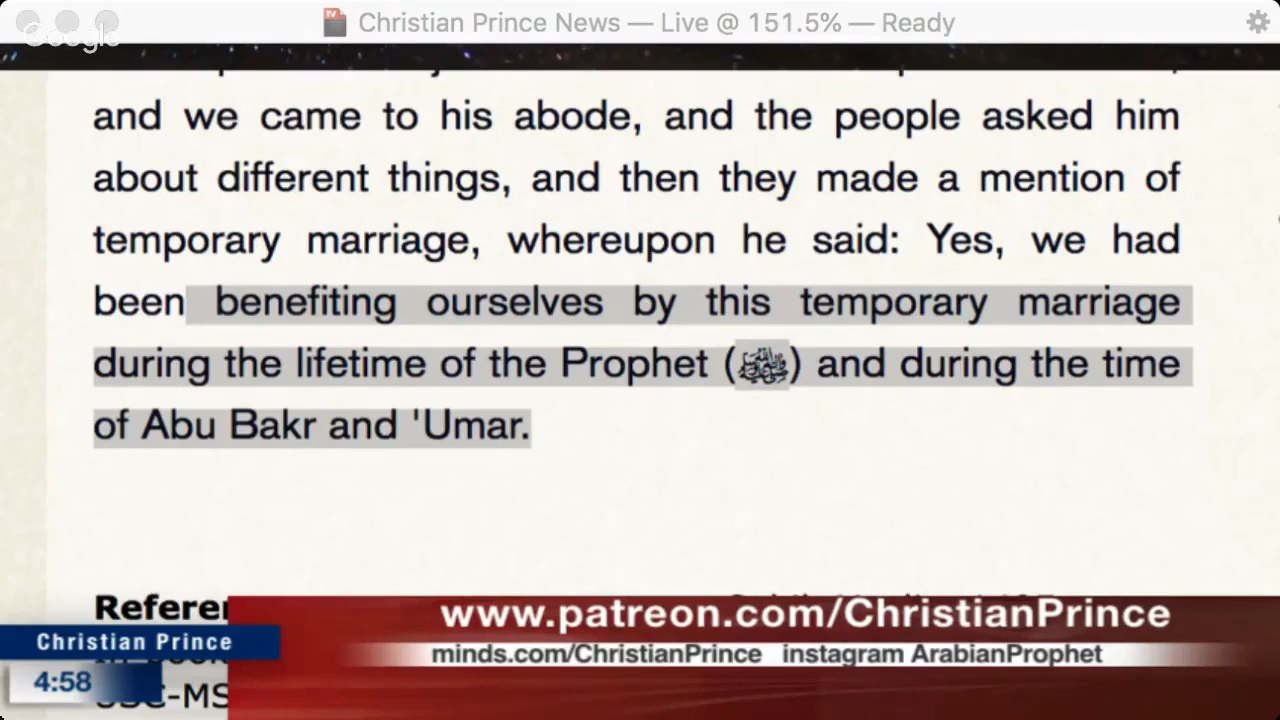 Christian Prince News — Live @ 151.5% — Ready
Google
and we came to his abode, and the people asked him
about different things, and then they made a mention of
temporary marriage, whereupon he said: Yes, we had
been benefiting ourselves by this temporary marriage
during the lifetime of the Prophet (ﷺ) and during the time
of Abu Bakr and 'Umar.
www.patreon.com/ChristianPrince
Christian Prince
minds.com/ChristianPrince instagram ArabianProphet
4:58